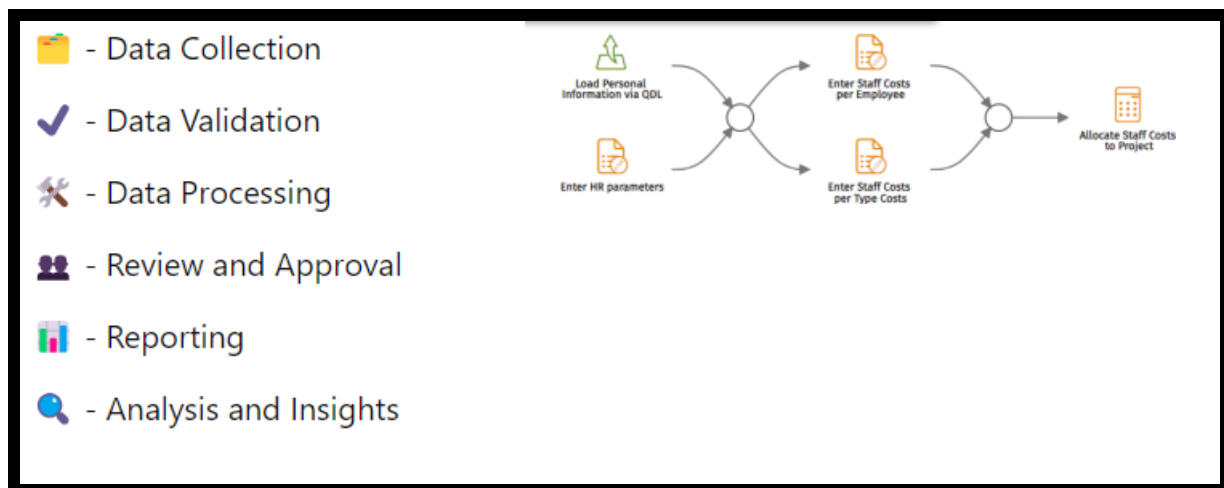 - Data Collection
- Data Validation
- Data Processing
- Review and Approval
- Reporting
- Analysis and Insights
Load Personal
Information via QDL
Enter HR parameters
Enter Staff Costs
per Employee
Enter Staff Costs
per Type Costs
Allocate Staff Costs
to Project